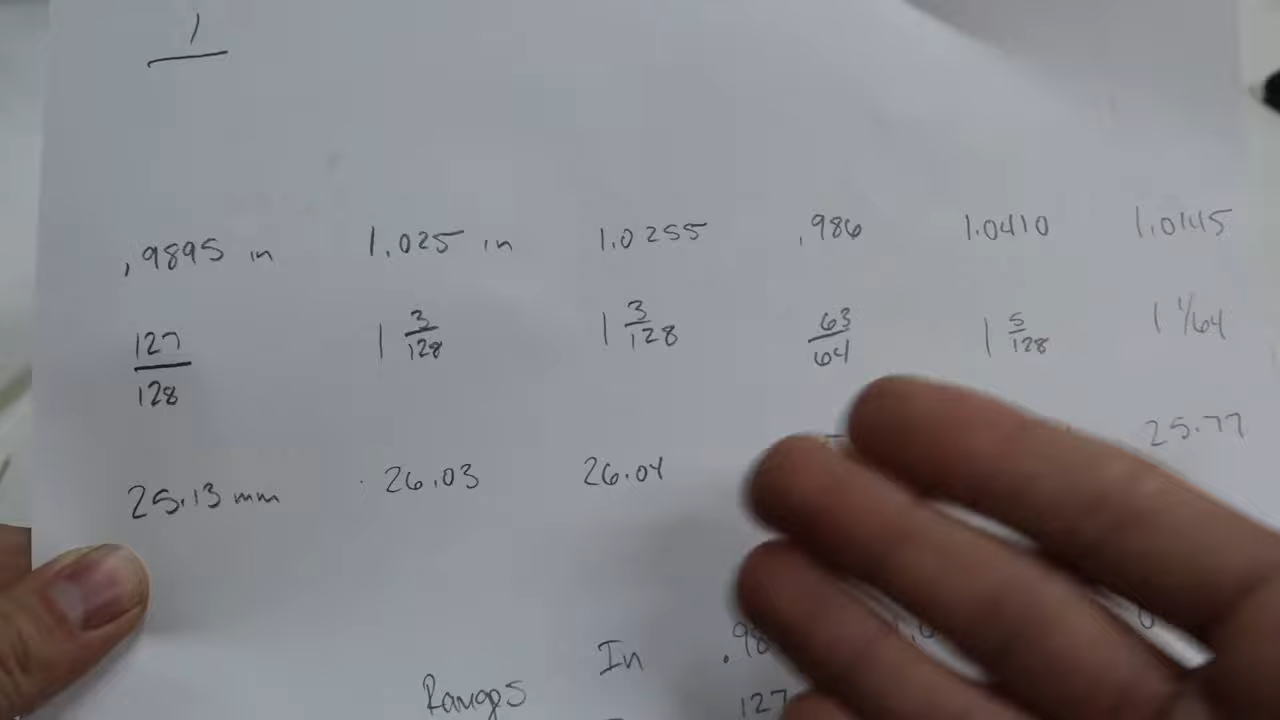 1
.9895 in 1.025 in 1.0255 .986 1.0410 1.0145
127/128 1 3/128 1 3/128 63/64 1 5/128 1 1/64
25.13 mm 26.03 26.04 25.77
In
Ranges
127